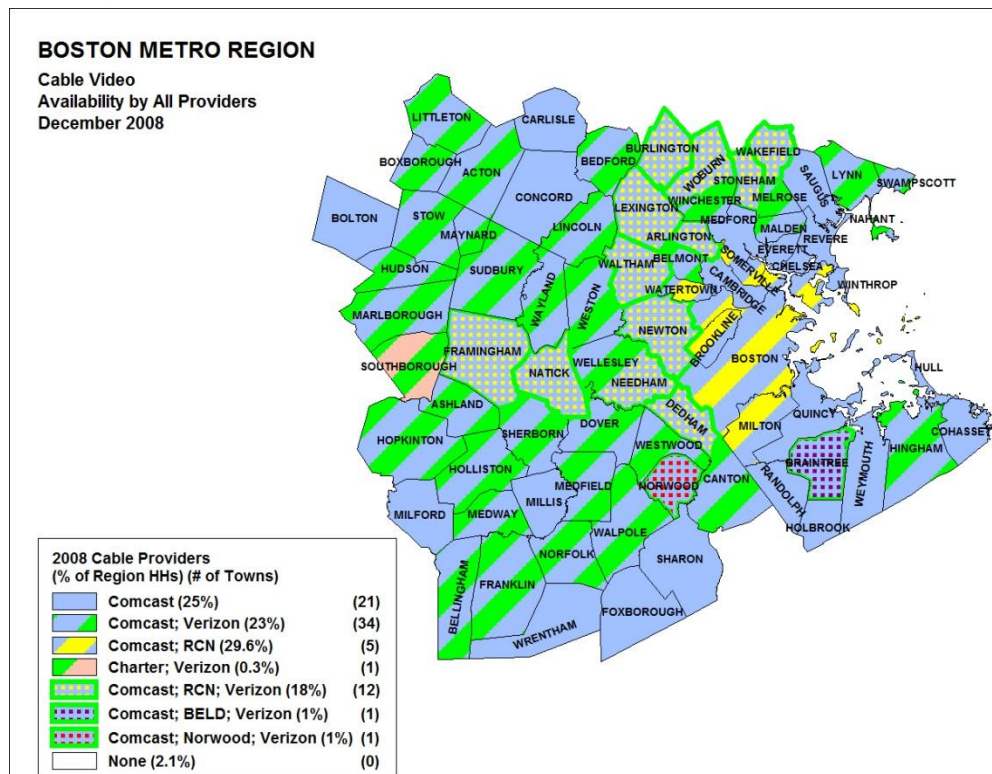 BOSTON METRO REGION
Cable Video
Availability by All Providers
December 2008
LITTLETON
CARLISLE
BOXBOROUGH
ACTON
BEDFORD
BURLINGTON
WOBURN
WAKEFIELD
STONEHAM
SAUGUS
LYNN
SWAMPSCOTT
BOLTON
STOW
CONCORD
LEXINGTON
WINCHESTER
MELROSE
NAHANT
MAYNARD
LINCOLN
ARLINGTON
MEDFORD
MALDEN
EVERETT
REVERE
HUDSON
SUDBURY
WALTHAM
BELMONT
SOMERVILLE
CHELSEA
WINTHROP
MARLBOROUGH
WAYLAND
WESTON
WATERTOWN
CAMBRIDGE
SOUTHBOROUGH
FRAMINGHAM
NATICK
WELLESLEY
NEWTON
BROOKLINE
BOSTON
HULL
NEEDHAM
ASHLAND
DOVER
DEDHAM
MILTON
QUINCY
COHASSET
HOPKINTON
SHERBORN
WESTWOOD
HINGHAM
HOLLISTON
MEDFIELD
NORWOOD
CANTON
RANDOLPH
BRAINTREE
WEYMOUTH
MILFORD
MEDWAY
MILLIS
HOLBROOK
WALPOLE
NORFOLK
SHARON
BELLINGHAM
FRANKLIN
FOXBOROUGH
WRENTHAM
2008 Cable Providers
(% of Region HHs) (# of Towns)
Comcast (25%) (21)
Comcast; Verizon (23%) (34)
Comcast; RCN (29.6%) (5)
Charter; Verizon (0.3%) (1)
Comcast; RCN; Verizon (18%) (12)
Comcast; BELD; Verizon (1%) (1)
Comcast; Norwood; Verizon (1%) (1)
None (2.1%) (0)